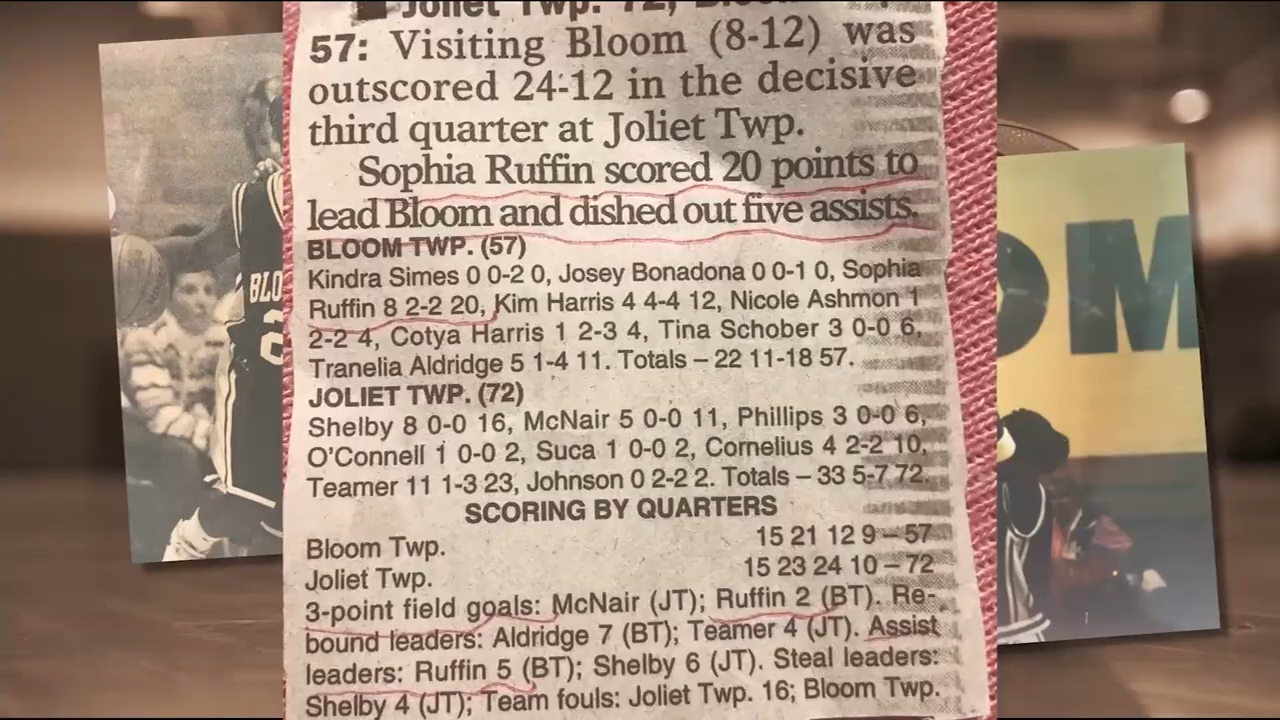 Joliet Twp. 72,
57: Visiting Bloom (8-12) was
outscored 24-12 in the decisive
third quarter at Joliet Twp.
Sophia Ruffin scored 20 points to
lead Bloom and dished out five assists.
BLOOM TWP. (57)
Kindra Simes 0 0-2 0, Josey Bonadona 0 0-1 0, Sophia
Ruffin 8 2-2 20, Kim Harris 4 4-4 12, Nicole Ashmon 1
2-2 4, Cotya Harris 1 2-3 4, Tina Schober 3 0-0 6,
Tranelia Aldridge 5 1-4 11. Totals – 22 11-18 57.
JOLIET TWP. (72)
Shelby 8 0-0 16, McNair 5 0-0 11, Phillips 3 0-0 6,
O'Connell 1 0-0 2, Suca 1 0-0 2, Cornelius 4 2-2 10,
Teamer 11 1-3 23, Johnson 0 2-2 2. Totals – 33 5-7 72.
SCORING BY QUARTERS
Bloom Twp. 15 21 12 9 – 57
Joliet Twp. 15 23 24 10 – 72
3-point field goals: McNair (JT); Ruffin 2 (BT). Re-
bound leaders: Aldridge 7 (BT); Teamer 4 (JT). Assist
leaders: Ruffin 5 (BT); Shelby 6 (JT). Steal leaders:
Shelby 4 (JT); Team fouls: Joliet Twp. 16; Bloom Twp.
BLO
2
OM